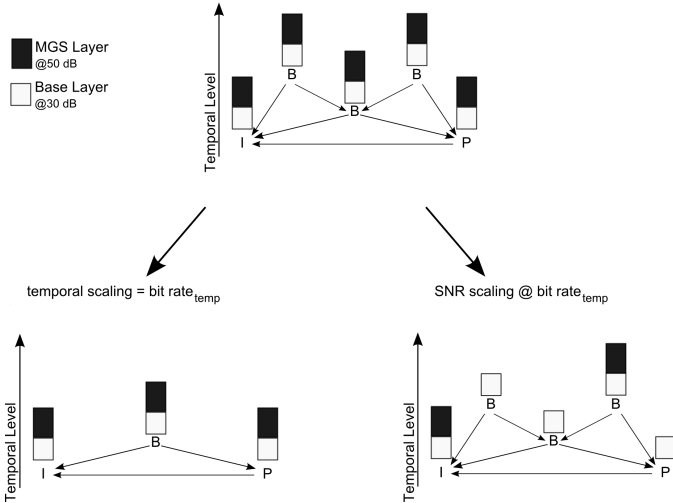 MGS Layer
@50 dB
Base Layer
@30 dB
Temporal Level
B
B
B
I
P
temporal scaling = bit rate_temp
SNR scaling @ bit rate_temp
Temporal Level
B
I
P
Temporal Level
B
B
B
I
P